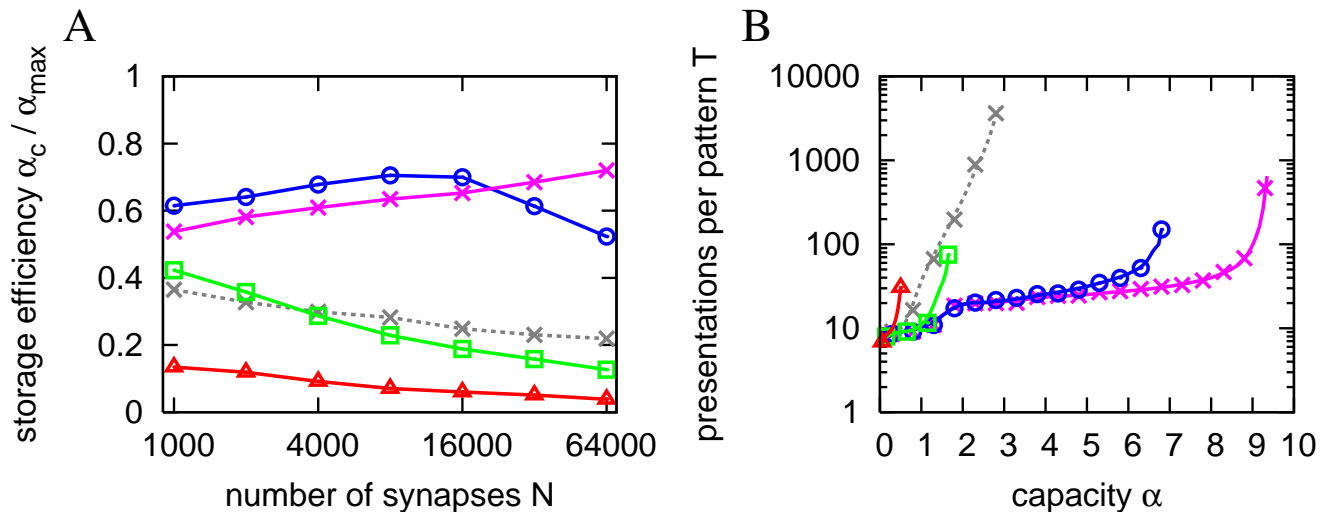 A
storage efficiency α_c / α_max
1
0.8
0.6
0.4
0.2
0
1000 4000 16000 64000
number of synapses N
B
presentations per pattern T
10000
1000
100
10
1
0 1 2 3 4 5 6 7 8 9 10
capacity α